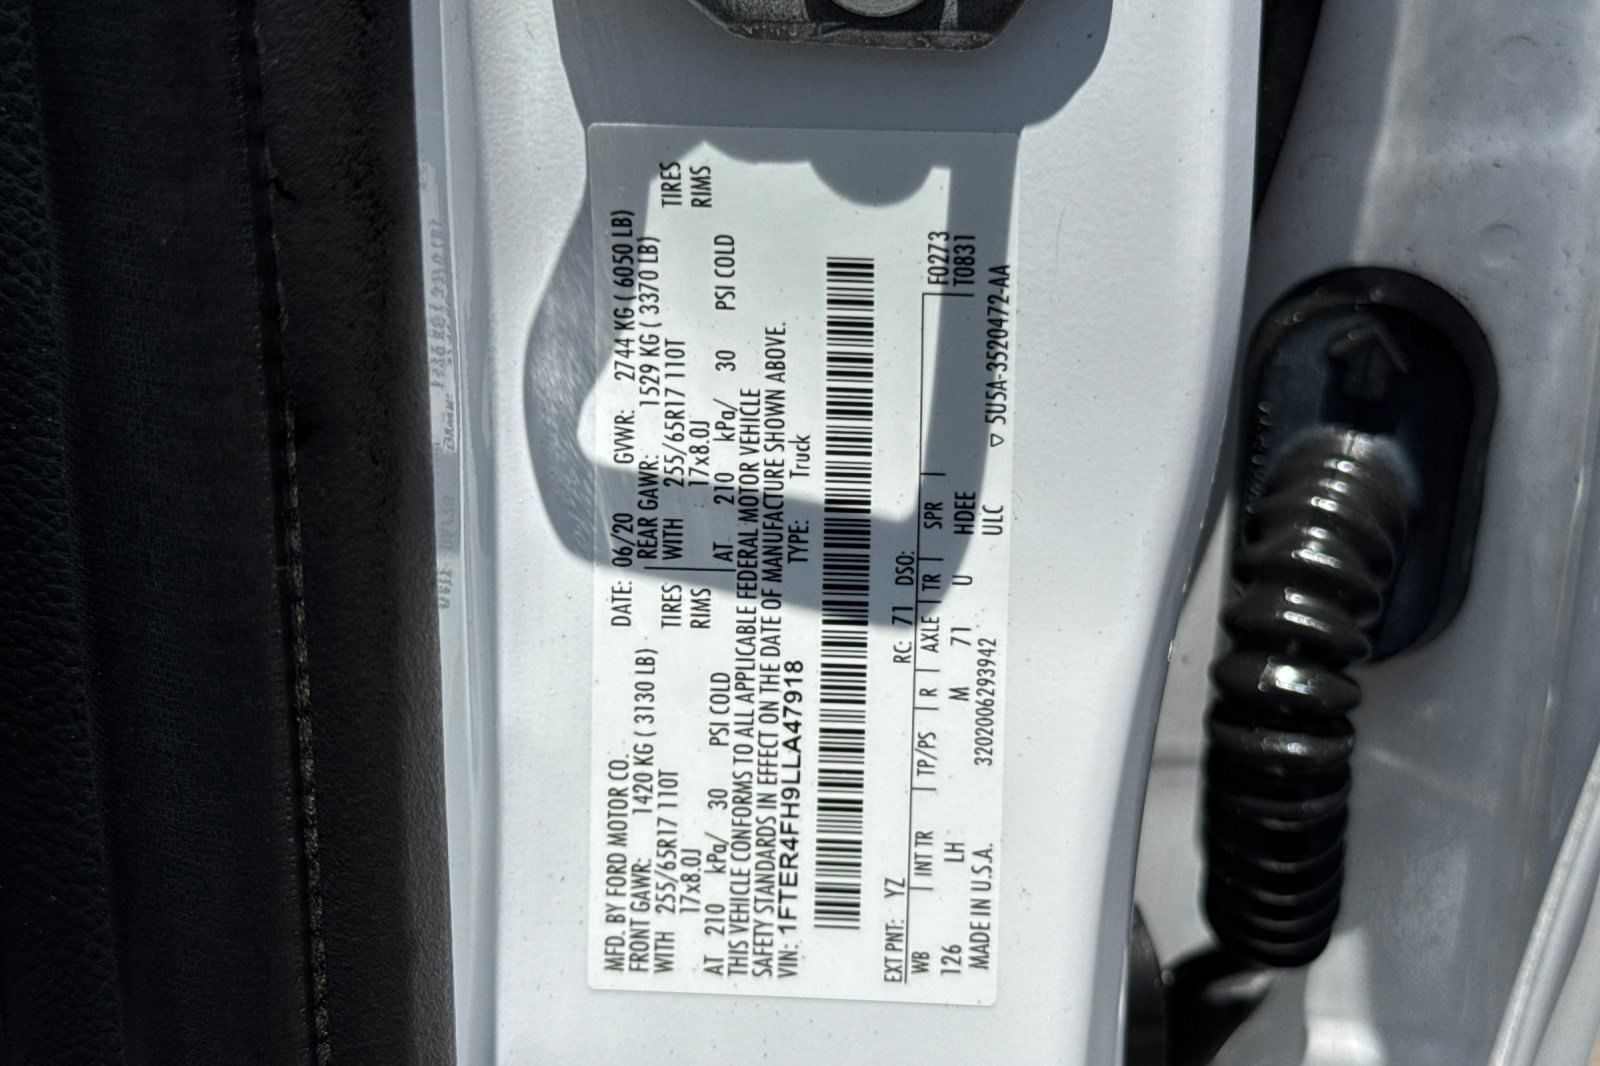 MFD. BY FORD MOTOR CO. DATE: 06/20 GVWR: 2744 KG ( 6050 LB)
FRONT GAWR: 1420 KG ( 3130 LB) REAR GAWR: 1529 KG ( 3370 LB)
WITH 255/65R17 110T TIRES WITH 255/65R17 110T TIRES
17x8.0J RIMS 17x8.0J RIMS
AT 210 kPa/ 30 PSI COLD AT 210 kPa/ 30 PSI COLD
THIS VEHICLE CONFORMS TO ALL APPLICABLE FEDERAL MOTOR VEHICLE
SAFETY STANDARDS IN EFFECT ON THE DATE OF MANUFACTURE SHOWN ABOVE.
VIN: 1FTER4FH9LLA47918 TYPE: Truck
EXT PNT: YZ RC: 71 DSO:
WB INT TR TP/PS R AXLE TR SPR F0273
126 LH M 71 U HDEE T0831
MADE IN U.S.A. 3202006293942 ULC ▽ 5U5A-3520472-AA